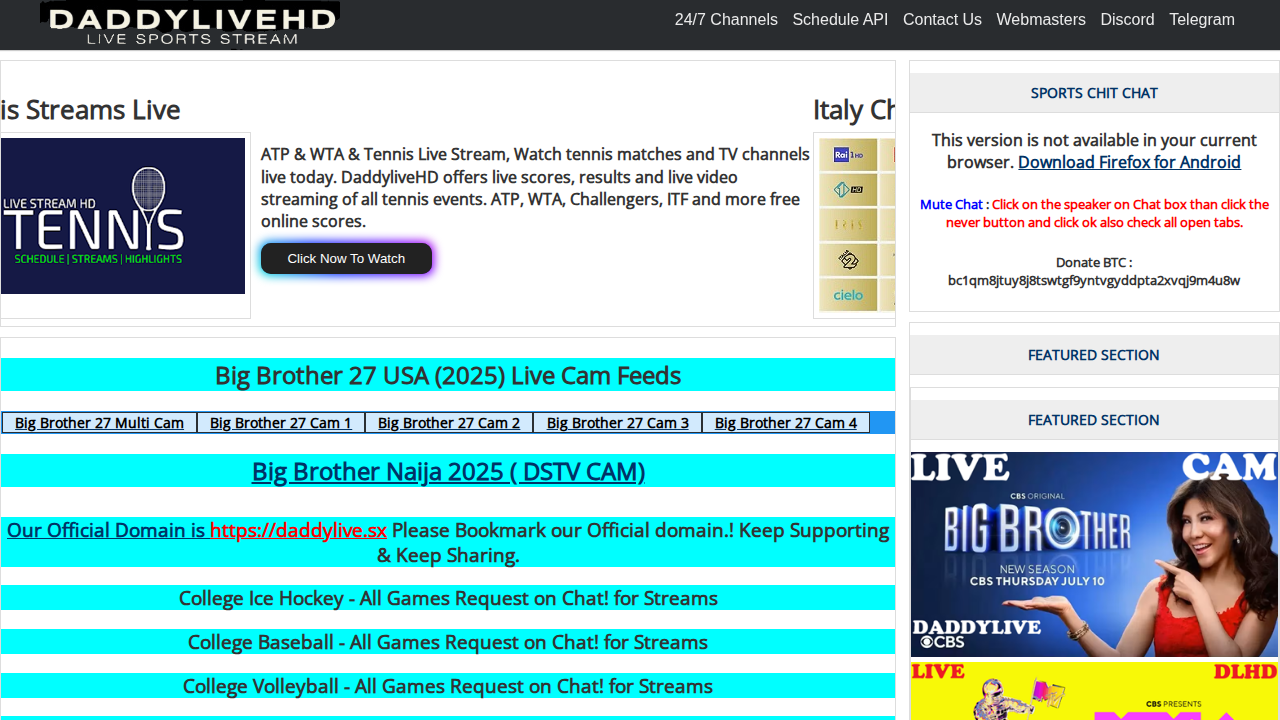 DADDYLIVEHD
LIVE SPORTS STREAM
24/7 Channels Schedule API Contact Us Webmasters Discord Telegram
is Streams Live
LIVE STREAM HD
TENNIS
SCHEDULE | STREAMS | HIGHLIGHTS
ATP & WTA & Tennis Live Stream, Watch tennis matches and TV channels
live today. DaddyliveHD offers live scores, results and live video
streaming of all tennis events. ATP, WTA, Challengers, ITF and more free
online scores.
Click Now To Watch
Italy Ch
Rai 1 HD
HD
IRIS
cielo
Big Brother 27 USA (2025) Live Cam Feeds
Big Brother 27 Multi Cam Big Brother 27 Cam 1 Big Brother 27 Cam 2 Big Brother 27 Cam 3 Big Brother 27 Cam 4
Big Brother Naija 2025 ( DSTV CAM)
Our Official Domain is https://daddylive.sx Please Bookmark our Official domain.! Keep Supporting
& Keep Sharing.
College Ice Hockey - All Games Request on Chat! for Streams
College Baseball - All Games Request on Chat! for Streams
College Volleyball - All Games Request on Chat! for Streams
SPORTS CHIT CHAT
This version is not available in your current
browser. Download Firefox for Android
Mute Chat : Click on the speaker on Chat box than click the
never button and click ok also check all open tabs.
Donate BTC :
bc1qm8jtuy8j8tswtgf9yntvgyddpta2xvqj9m4u8w
FEATURED SECTION
FEATURED SECTION
LIVE CAM
CBS ORIGINAL
BIG BROTHER
NEW SEASON
CBS THURSDAY JULY 10
DADDYLIVE
CBS
LIVE DLHD
CBS PRESENTS